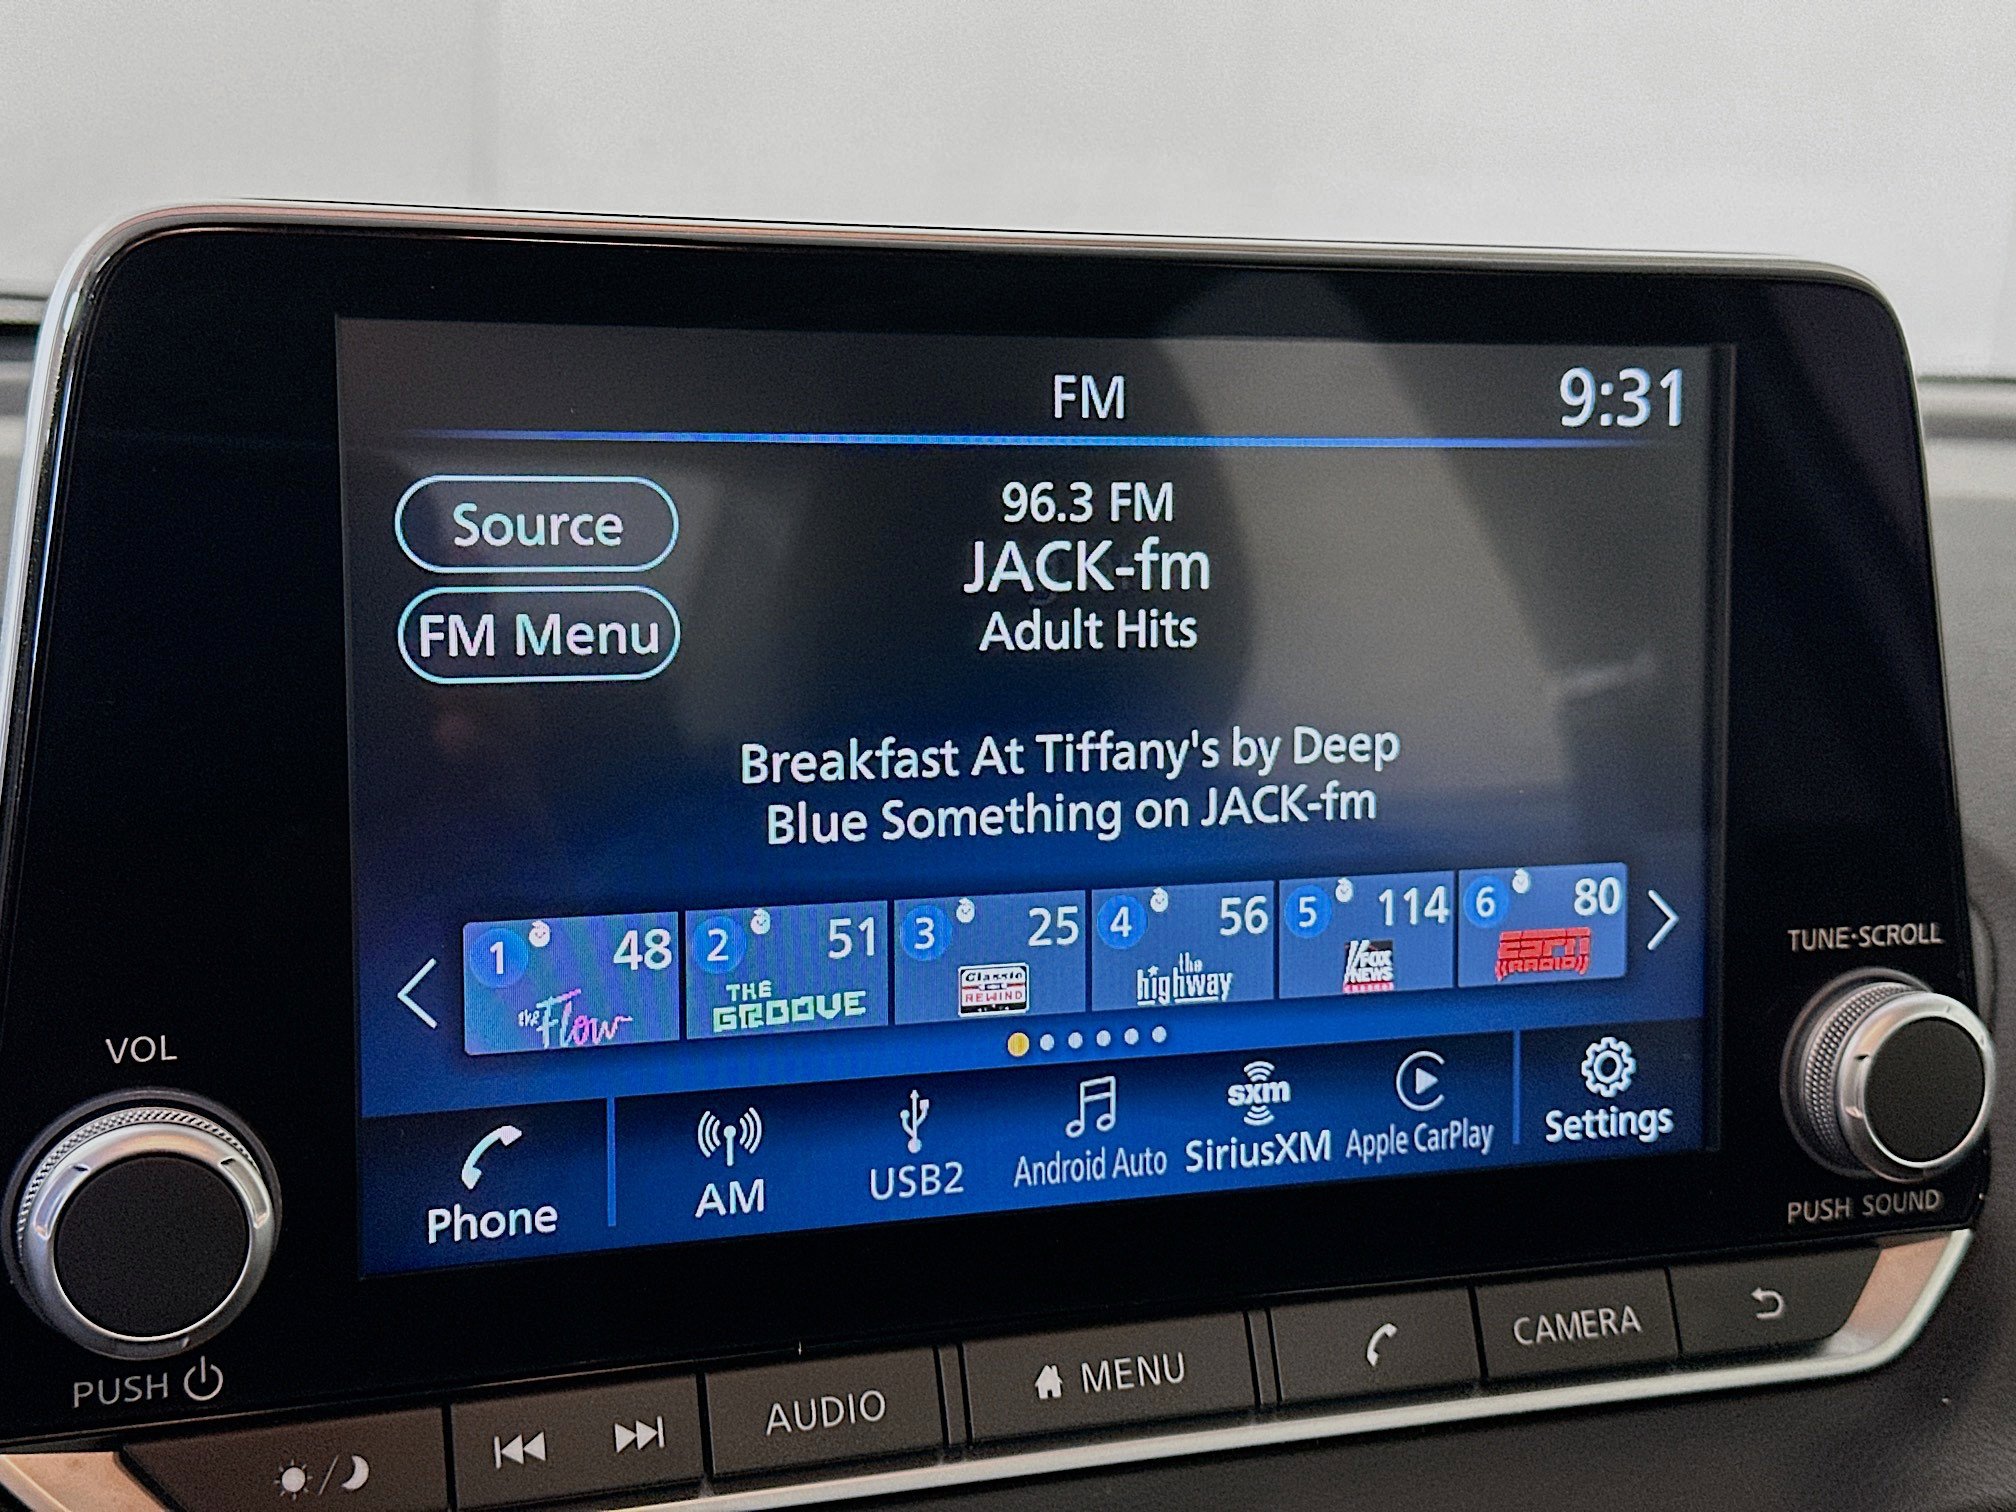 FM
9:31
Source
FM Menu
96.3 FM
JACK-fm
Adult Hits
Breakfast At Tiffany's by Deep
Blue Something on JACK-fm
1 48
the Flow
2 51
THE
GROOVE
3 25
Classic
REWIND
4 56
the
highway
5 114
FOX
NEWS
6 80
ESPN
RADIO
Phone
AM
USB2
Android Auto
sxm
SiriusXM
Apple CarPlay
Settings
VOL
PUSH
TUNE·SCROLL
PUSH SOUND
AUDIO
MENU
CAMERA